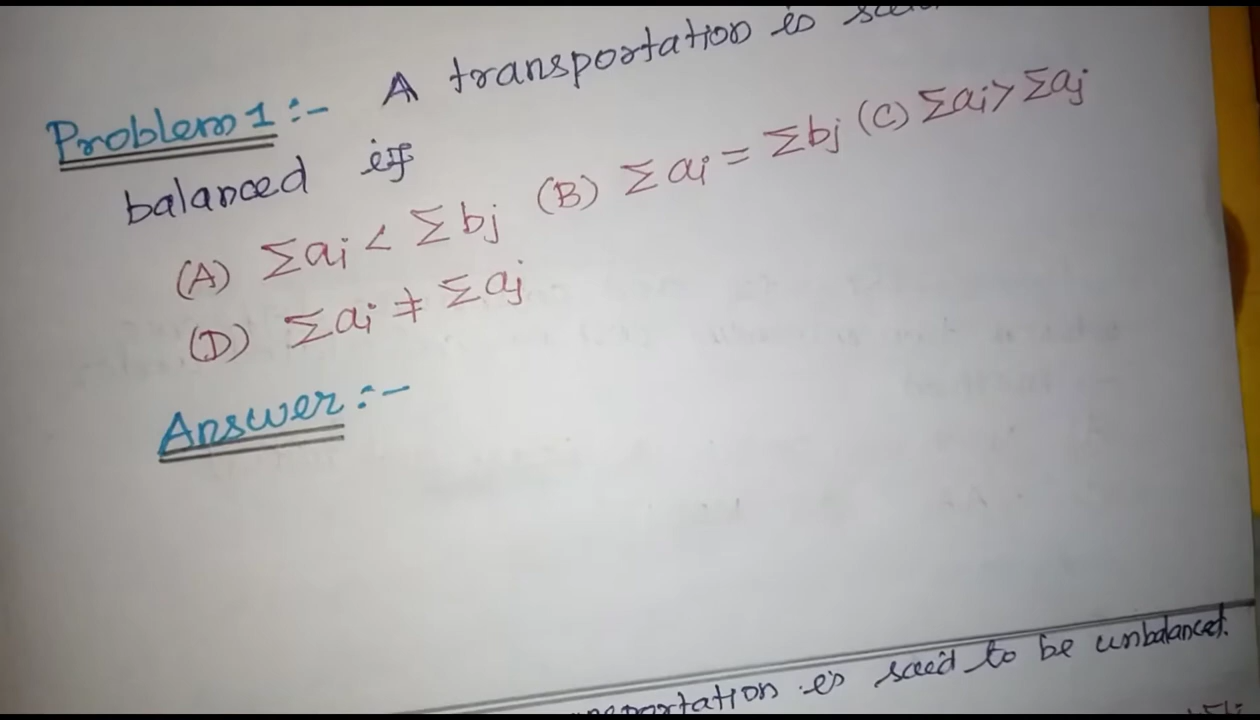 Problem 1 :- A transportation is
balanced if
(A) Σai < Σbj (B) Σai = Σbj (C) Σai > Σaj
(D) Σai ≠ Σaj
Answer :-
is said to be unbalanced.